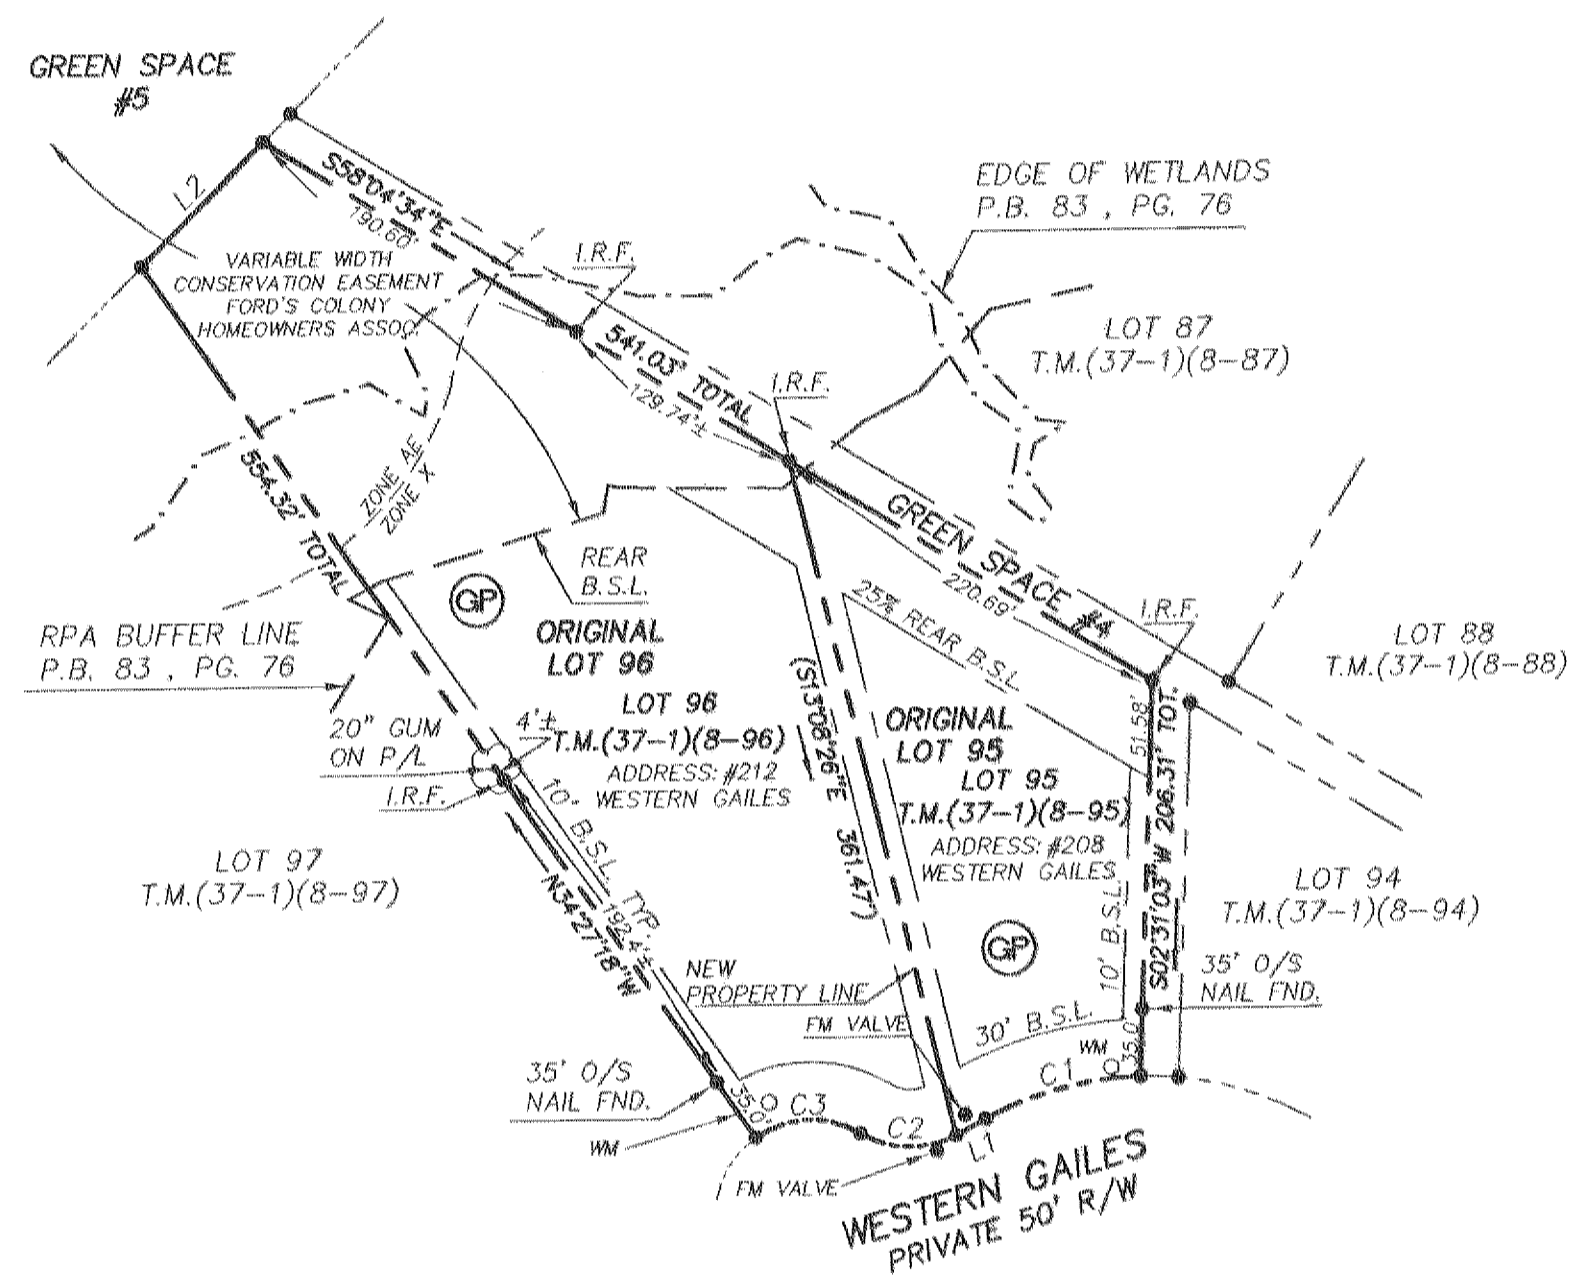 GREEN SPACE
#5
L2
S58°04'34"E
190.60'
I.R.F.
EDGE OF WETLANDS
P.B. 83 , PG. 76
VARIABLE WIDTH
CONSERVATION EASEMENT
FORD'S COLONY
HOMEOWNERS ASSOC.
541.03' TOTAL
129.74'±
I.R.F.
LOT 87
T.M.(37-1)(8-87)
554.32' TOTAL
ZONE AE
ZONE X
REAR
B.S.L.
GP
ORIGINAL
LOT 96
GREEN SPACE #4
220.69'
25% REAR B.S.L
I.R.F.
LOT 88
T.M.(37-1)(8-88)
RPA BUFFER LINE
P.B. 83 , PG. 76
20" GUM
ON P/L
4'±
I.R.F.
LOT 96
T.M.(37-1)(8-96)
ADDRESS: #212
WESTERN GAILES
(S13°08'26"E 361.47')
ORIGINAL
LOT 95
LOT 95
T.M.(37-1)(8-95)
ADDRESS: #208
WESTERN GAILES
51.58'
S02°31'03"W 206.31' TOT.
10' B.S.L. TYP.
192.4'±
N34°27'18"W
LOT 97
T.M.(37-1)(8-97)
LOT 94
T.M.(37-1)(8-94)
GP
10' B.S.L.
35' O/S
NAIL FND.
NEW
PROPERTY LINE
FM VALVE
30' B.S.L.
WM
35.0'
C1
35' O/S
NAIL FND.
35.0'
C3
C2
L1
WM
FM VALVE
WESTERN GAILES
PRIVATE 50' R/W